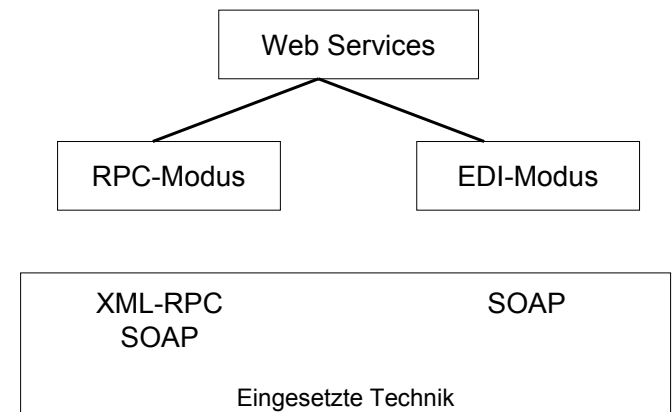 Web Services
RPC-Modus
EDI-Modus
XML-RPC
SOAP
SOAP
Eingesetzte Technik